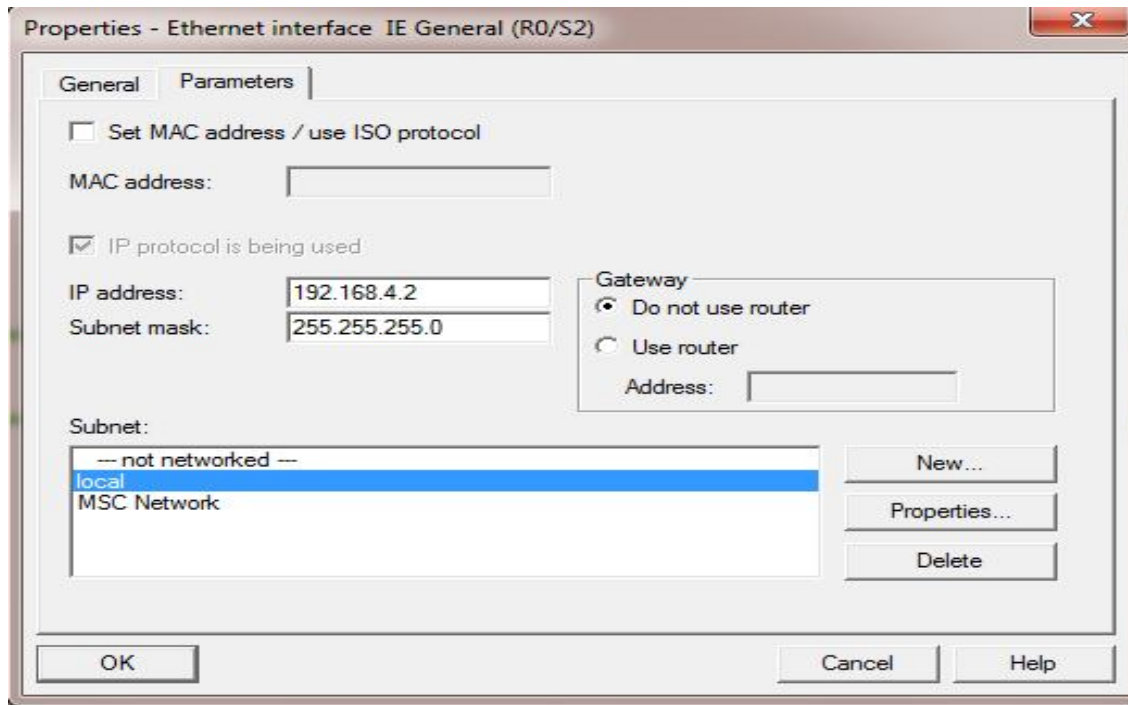 Properties - Ethernet interface IE General (R0/S2)
General
Parameters
Set MAC address / use ISO protocol
MAC address:
IP protocol is being used
IP address:
192.168.4.2
Subnet mask:
255.255.255.0
Gateway
Do not use router
Use router
Address:
Subnet:
--- not networked ---
local
MSC Network
New...
Properties...
Delete
OK
Cancel
Help